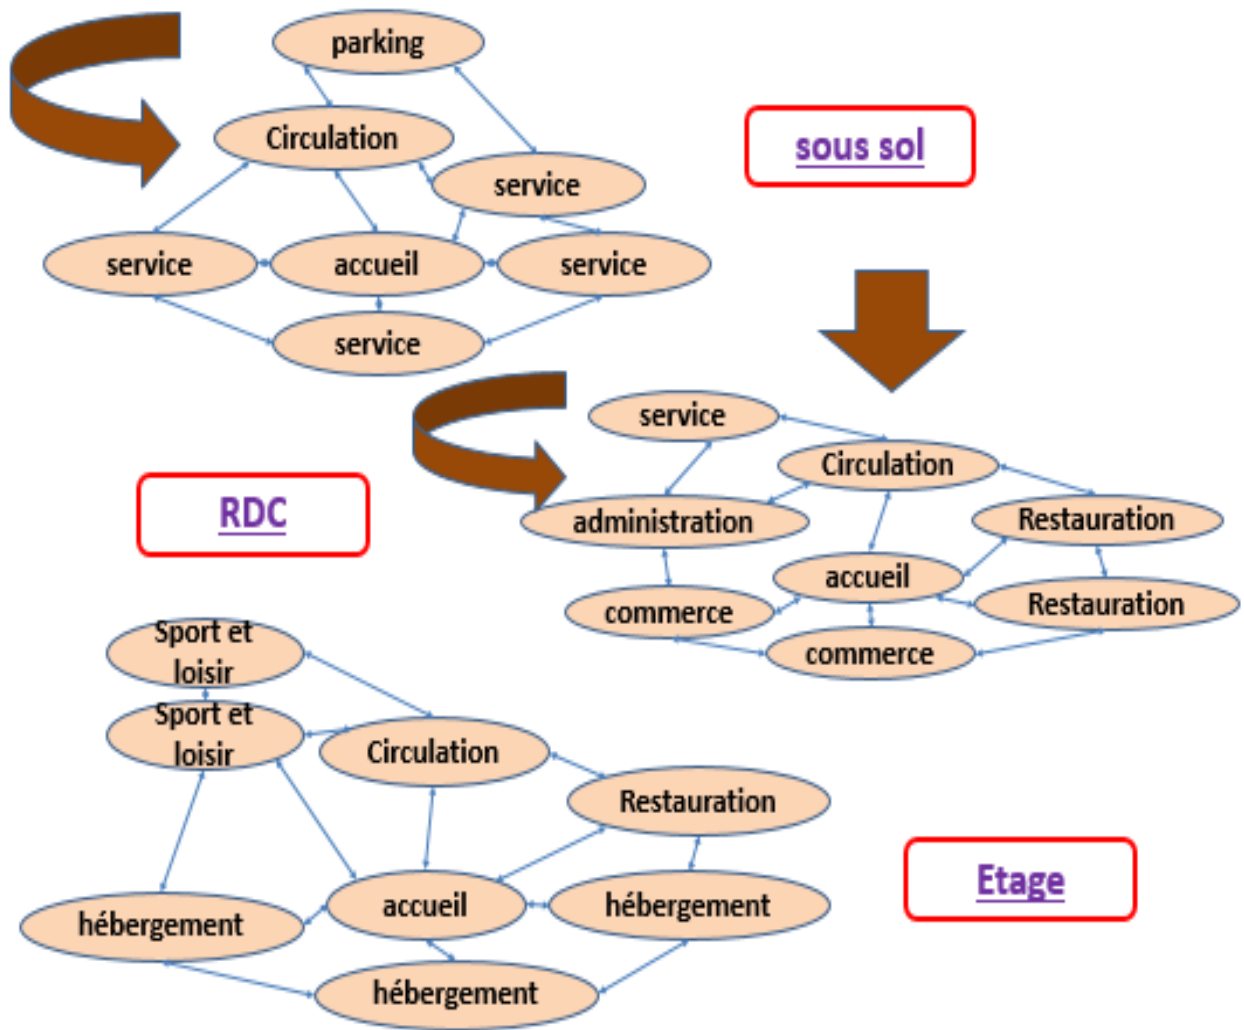 parking
Circulation
sous sol
service
service
accueil
service
service
service
Circulation
RDC
administration
Restauration
accueil
commerce
Restauration
commerce
Sport et
loisir
Sport et
loisir
Circulation
Restauration
Etage
hébergement
accueil
hébergement
hébergement